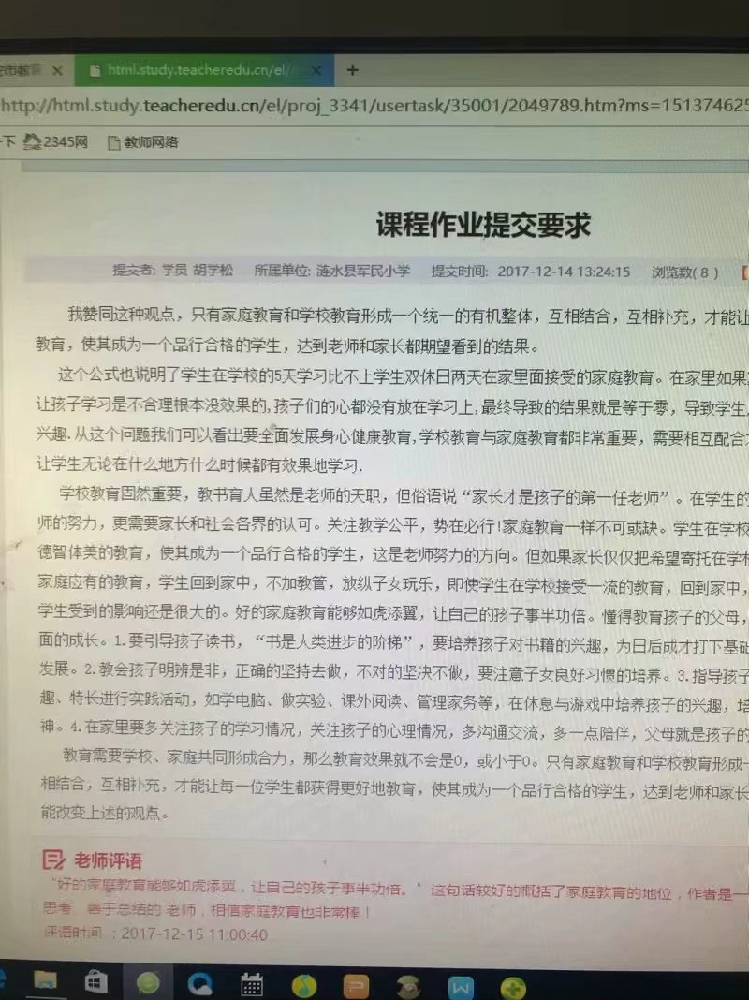 安市教育
html.study.teacheredu.cn/el/
http://html.study.teacheredu.cn/el/proj_3341/usertask/35001/2049789.htm?ms=151374625
下 2345网 教师网络
课程作业提交要求
提交者: 学员 胡学松 所属单位: 涟水县军民小学 提交时间: 2017-12-14 13:24:15 浏览数( 8 )
我赞同这种观点，只有家庭教育和学校教育形成一个统一的有机整体，互相结合，互相补充，才能让
教育，使其成为一个品行合格的学生，达到老师和家长都期望看到的结果。
这个公式也说明了学生在学校的5天学习比不上学生双休日两天在家里面接受的家庭教育。在家里如果
让孩子学习是不合理根本没效果的,孩子们的心都没有放在学习上,最终导致的结果就是等于零，导致学生
兴趣.从这个问题我们可以看出要全面发展身心健康教育,学校教育与家庭教育都非常重要，需要相互配合
让学生无论在什么地方什么时候都有效果地学习.
学校教育固然重要，教书育人虽然是老师的天职，但俗语说“家长才是孩子的第一任老师”。在学生的
师的努力，更需要家长和社会各界的认可。关注教学公平，势在必行!家庭教育一样不可或缺。学生在学校
德智体美的教育，使其成为一个品行合格的学生，这是老师努力的方向。但如果家长仅仅把希望寄托在学校
家庭应有的教育，学生回到家中，不加教管，放纵子女玩乐，即使学生在学校接受一流的教育，回到家中，
学生受到的影响还是很大的。好的家庭教育能够如虎添翼，让自己的孩子事半功倍。懂得教育孩子的父母，
面的成长。1.要引导孩子读书，“书是人类进步的阶梯”，要培养孩子对书籍的兴趣，为日后成才打下基础
发展。2.教会孩子明辨是非，正确的坚持去做，不对的坚决不做，要注意子女良好习惯的培养。3.指导孩子
趣、特长进行实践活动，如学电脑、做实验、课外阅读、管理家务等，在休息与游戏中培养孩子的兴趣，培
神。4.在家里要多关注孩子的学习情况，关注孩子的心理情况，多沟通交流，多一点陪伴，父母就是孩子的
教育需要学校、家庭共同形成合力，那么教育效果就不会是0，或小于0。只有家庭教育和学校教育形成一
相结合，互相补充，才能让每一位学生都获得更好地教育，使其成为一个品行合格的学生，达到老师和家长
能改变上述的观点。
老师评语
“好的家庭教育能够如虎添翼，让自己的孩子事半功倍。”这句话较好的概括了家庭教育的地位，作者是一
思考、善于总结的 老师，相信家庭教育也非常棒！
评语时间 ：2017-12-15 11:00:40